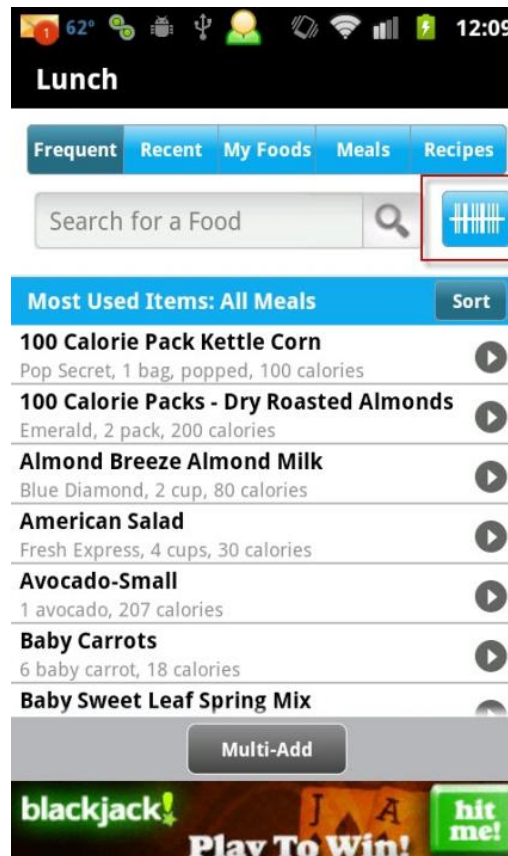 1 62° 12:09
Lunch
Frequent Recent My Foods Meals Recipes
Search for a Food
Most Used Items: All Meals Sort
100 Calorie Pack Kettle Corn
Pop Secret, 1 bag, popped, 100 calories
100 Calorie Packs - Dry Roasted Almonds
Emerald, 2 pack, 200 calories
Almond Breeze Almond Milk
Blue Diamond, 2 cup, 80 calories
American Salad
Fresh Express, 4 cups, 30 calories
Avocado-Small
1 avocado, 207 calories
Baby Carrots
6 baby carrot, 18 calories
Baby Sweet Leaf Spring Mix
Multi-Add
blackjack! J A hit
me!
Play To Win!